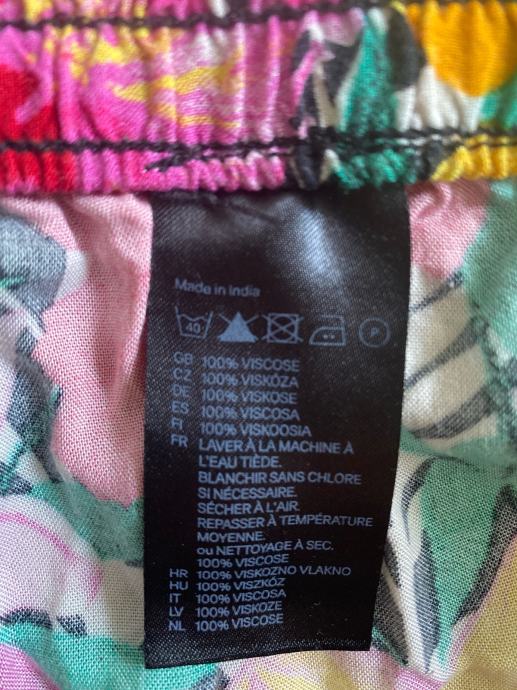 Made in India
40 P
GB 100% VISCOSE
CZ 100% VISKÓZA
DE 100% VISKOSE
ES 100% VISCOSA
FI 100% VISKOOSIA
FR LAVER À LA MACHINE À
L'EAU TIÈDE.
BLANCHIR SANS CHLORE
SI NÉCESSAIRE.
SÉCHER À L'AIR.
REPASSER À TEMPÉRATURE
MOYENNE.
OU NETTOYAGE À SEC.
100% VISCOSE
HR 100% VISKOZNO VLAKNO
HU 100% VISZKÓZ
IT 100% VISCOSA
LV 100% VISKOZE
NL 100% VISCOSE